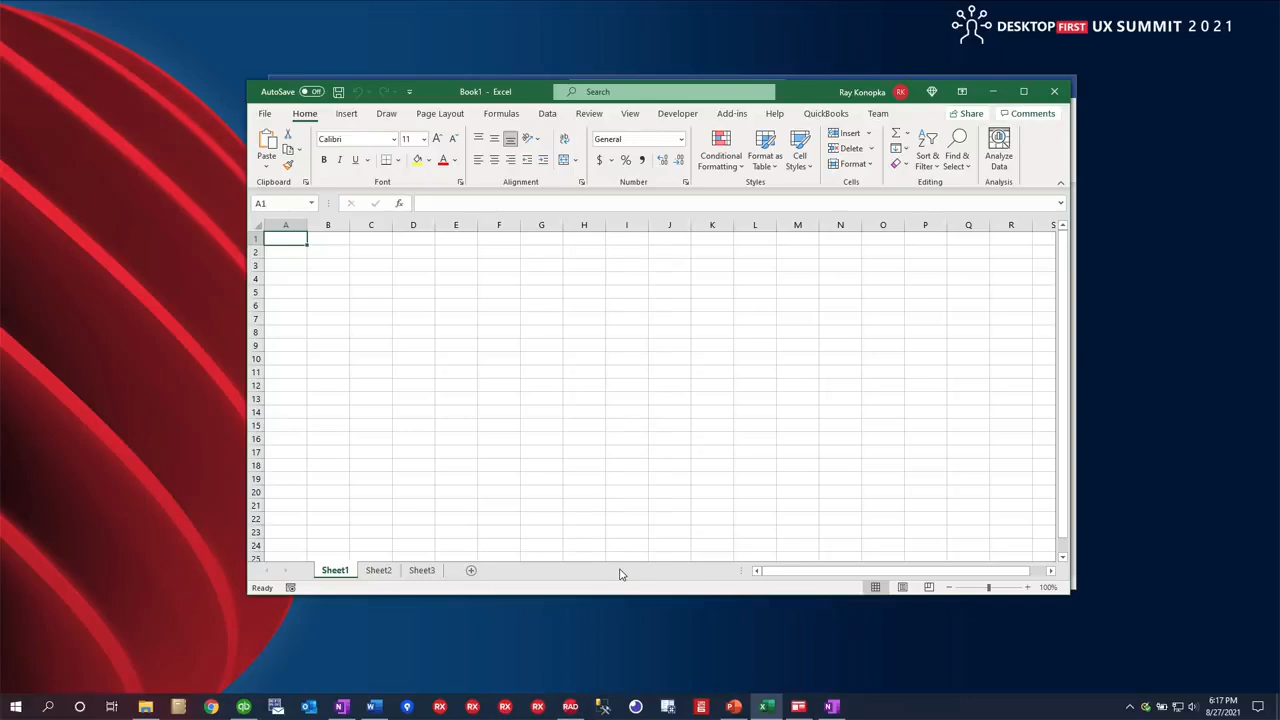 DESKTOP FIRST UX SUMMIT 2021
AutoSave Off Book1 - Excel Search Ray Konopka RK
File Home Insert Draw Page Layout Formulas Data Review View Developer Add-ins Help QuickBooks Team Share Comments
Calibri 11 General Insert
Delete
Paste B I U A $ % , Conditional Formatting Format as Table Cell Styles Format Sort & Filter Find & Select Analyze Data
Clipboard Font Alignment Number Styles Cells Editing Analysis
A1 fx
A B C D E F G H I J K L M N O P Q R S
1
2
3
4
5
6
7
8
9
10
11
12
13
14
15
16
17
18
19
20
21
22
23
24
25
Sheet1 Sheet2 Sheet3
Ready 100%
RX RX RX RX RAD
6:17 PM
8/27/2021